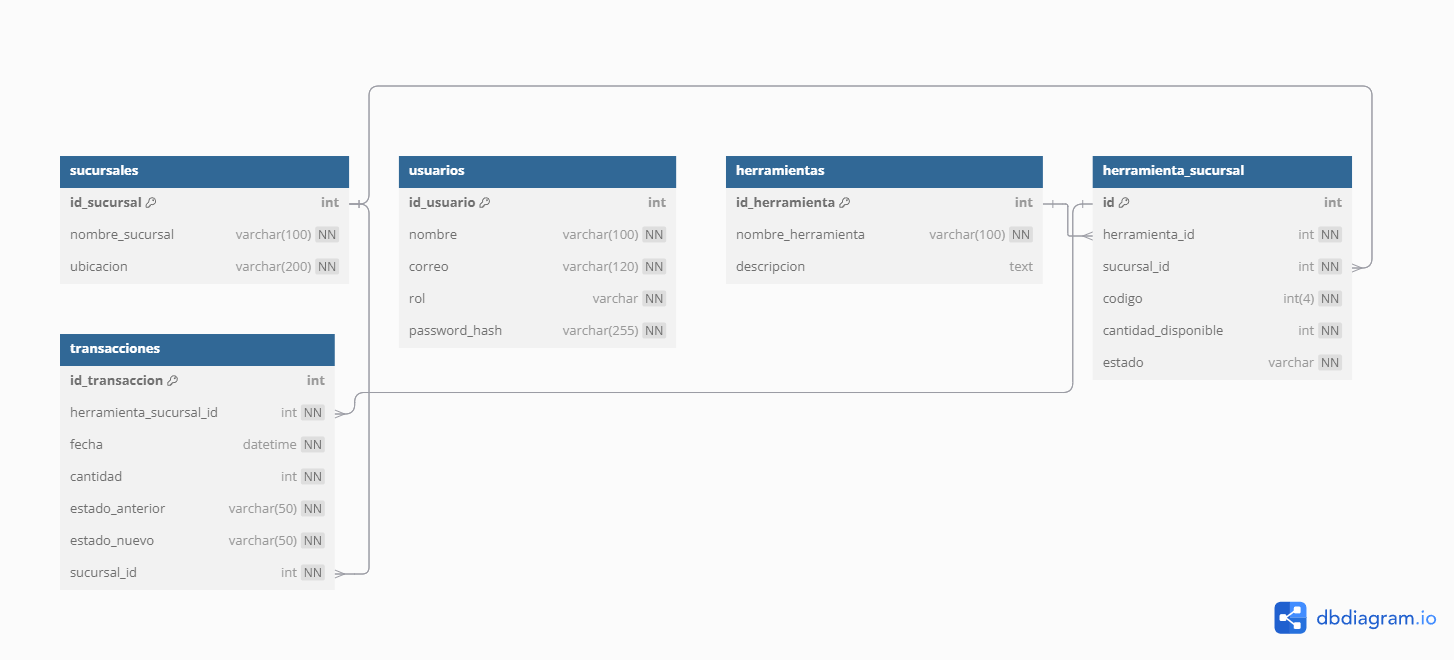 sucursales
id_sucursal int
nombre_sucursal varchar(100) NN
ubicacion varchar(200) NN
usuarios
id_usuario int
nombre varchar(100) NN
correo varchar(120) NN
rol varchar NN
password_hash varchar(255) NN
herramientas
id_herramienta int
nombre_herramienta varchar(100) NN
descripcion text
herramienta_sucursal
id int
herramienta_id int NN
sucursal_id int NN
codigo int(4) NN
cantidad_disponible int NN
estado varchar NN
transacciones
id_transaccion int
herramienta_sucursal_id int NN
fecha datetime NN
cantidad int NN
estado_anterior varchar(50) NN
estado_nuevo varchar(50) NN
sucursal_id int NN
dbdiagram.io